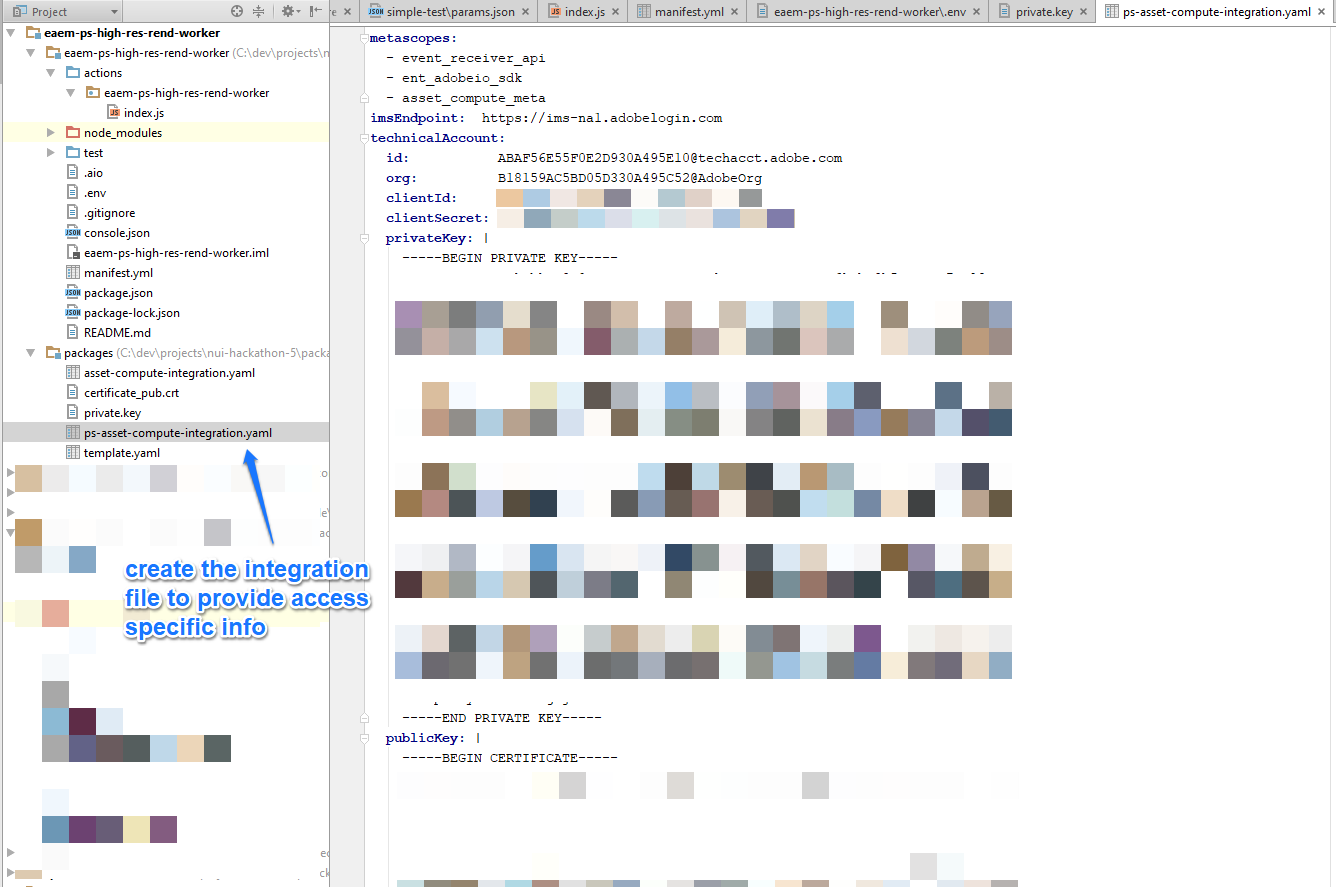 Project
simple-test\params.json
index.js
manifest.yml
eaem-ps-high-res-rend-worker\.env
private.key
ps-asset-compute-integration.yaml
eaem-ps-high-res-rend-worker
eaem-ps-high-res-rend-worker (C:\dev\projects\n
actions
eaem-ps-high-res-rend-worker
index.js
node_modules
test
.aio
.env
.gitignore
console.json
eaem-ps-high-res-rend-worker.iml
manifest.yml
package.json
package-lock.json
README.md
packages (C:\dev\projects\nui-hackathon-5\packa
asset-compute-integration.yaml
certificate_pub.crt
private.key
ps-asset-compute-integration.yaml
template.yaml
create the integration
file to provide access
specific info
metascopes:
- event_receiver_api
- ent_adobeio_sdk
- asset_compute_meta
imsEndpoint: https://ims-na1.adobelogin.com
technicalAccount:
id: ABAF56E55F0E2D930A495E10@techacct.adobe.com
org: B18159AC5BD05D330A495C52@AdobeOrg
clientId:
clientSecret:
privateKey: |
-----BEGIN PRIVATE KEY-----
-----END PRIVATE KEY-----
publicKey: |
-----BEGIN CERTIFICATE-----